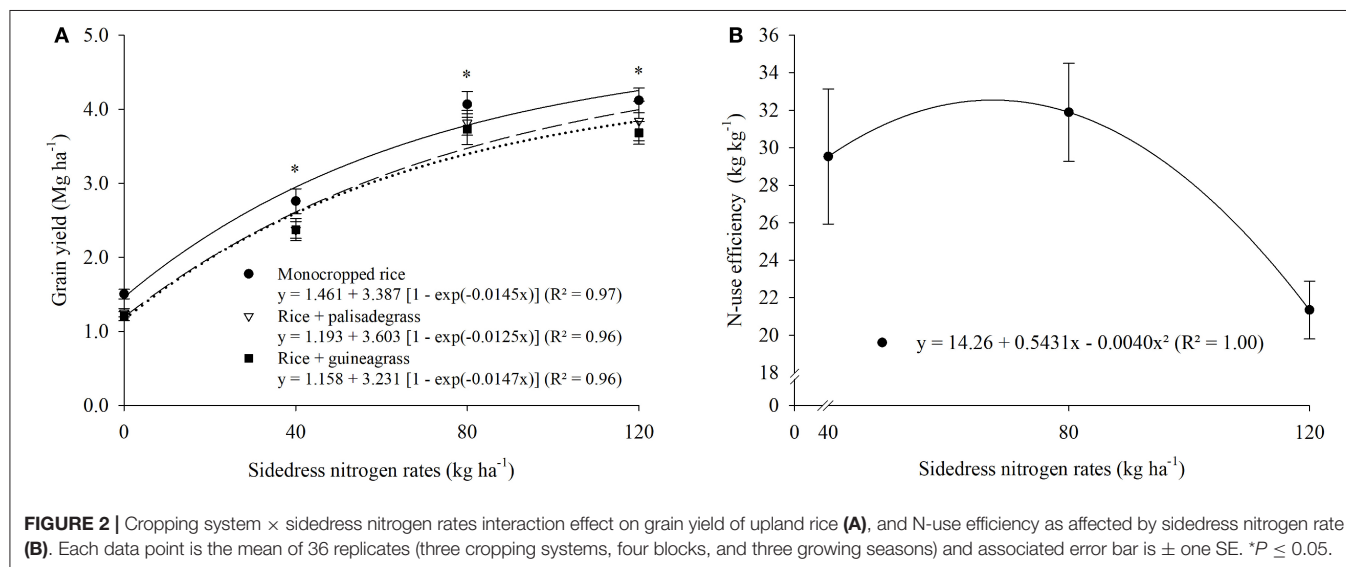 A
5.0
4.0
3.0
2.0
1.0
0.0
Grain yield (Mg ha⁻¹)
*
*
*
Monocropped rice
y = 1.461 + 3.387 [1 - exp(-0.0145x)] (R² = 0.97)
Rice + palisadegrass
y = 1.193 + 3.603 [1 - exp(-0.0125x)] (R² = 0.96)
Rice + guineagrass
y = 1.158 + 3.231 [1 - exp(-0.0147x)] (R² = 0.96)
0 40 80 120
Sidedress nitrogen rates (kg ha⁻¹)
B
36
34
32
30
28
26
24
22
20
18
0
N-use efficiency (kg kg⁻¹)
y = 14.26 + 0.5431x - 0.0040x² (R² = 1.00)
0 40 80 120
Sidedress nitrogen rates (kg ha⁻¹)
FIGURE 2 | Cropping system × sidedress nitrogen rates interaction effect on grain yield of upland rice (A), and N-use efficiency as affected by sidedress nitrogen rate
(B). Each data point is the mean of 36 replicates (three cropping systems, four blocks, and three growing seasons) and associated error bar is ± one SE. *P ≤ 0.05.